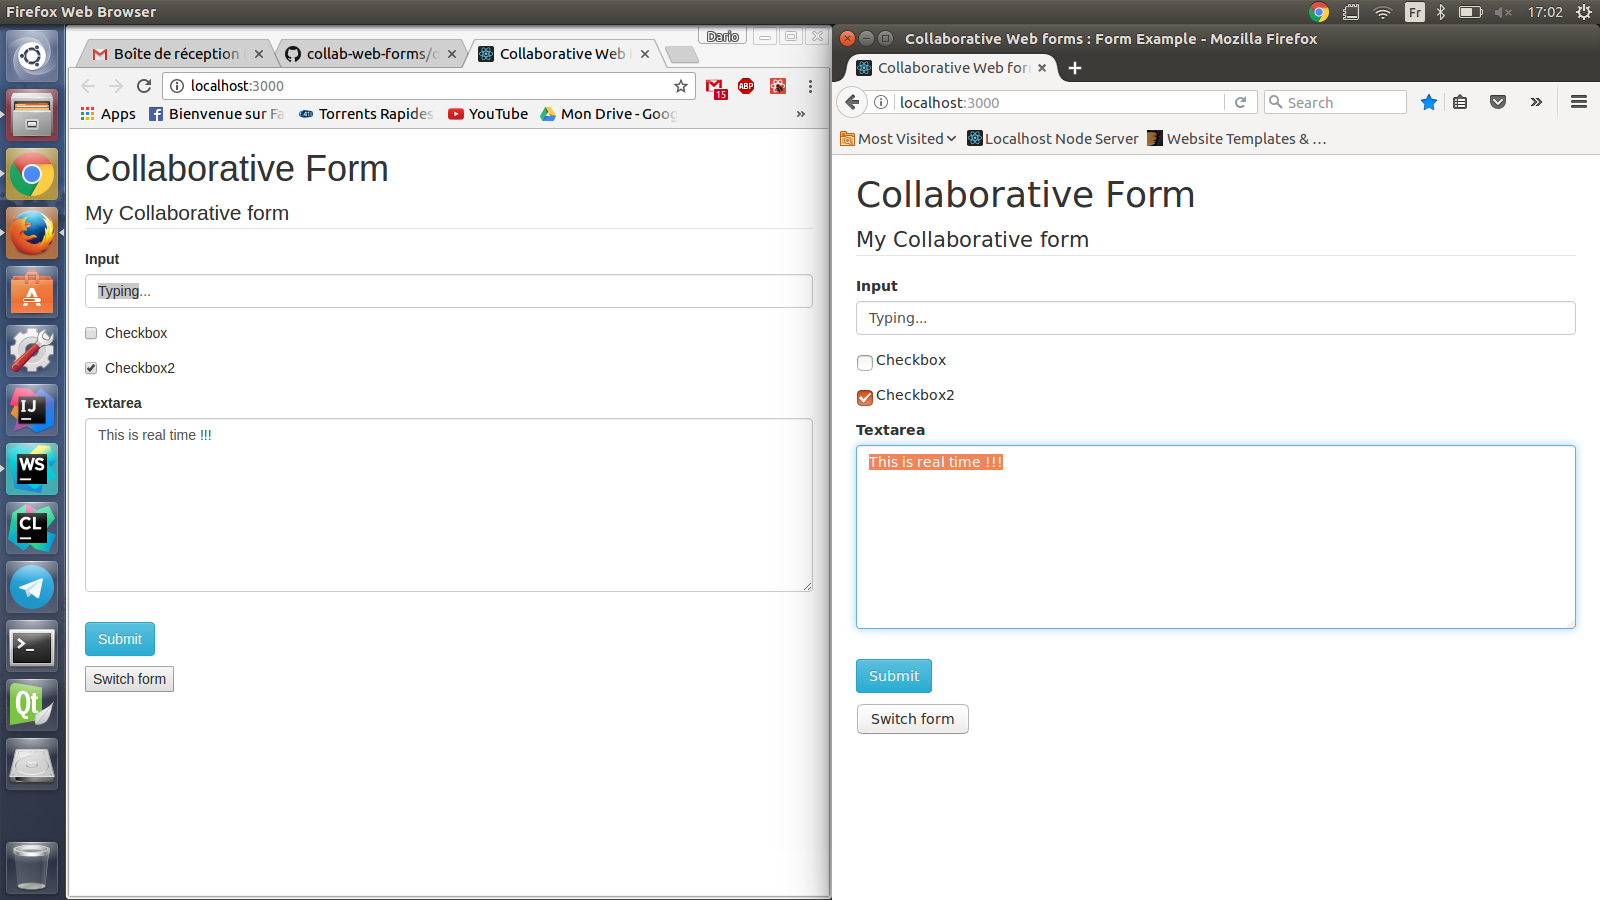 Firefox Web Browser
Fr
17:02
Dario
Boîte de réception
collab-web-forms/d
Collaborative Web
localhost:3000
15
ABP
Apps
Bienvenue sur Fa
Torrents Rapides
YouTube
Mon Drive - Goog
»
Collaborative Form
My Collaborative form
Input
Typing...
Checkbox
Checkbox2
Textarea
This is real time !!!
Submit
Switch form
Collaborative Web forms : Form Example - Mozilla Firefox
Collaborative Web for
localhost:3000
Search
»
Most Visited
Localhost Node Server
Website Templates & ...
Collaborative Form
My Collaborative form
Input
Typing...
Checkbox
Checkbox2
Textarea
This is real time !!!
Submit
Switch form
IJ
WS
CL
>_
Qt